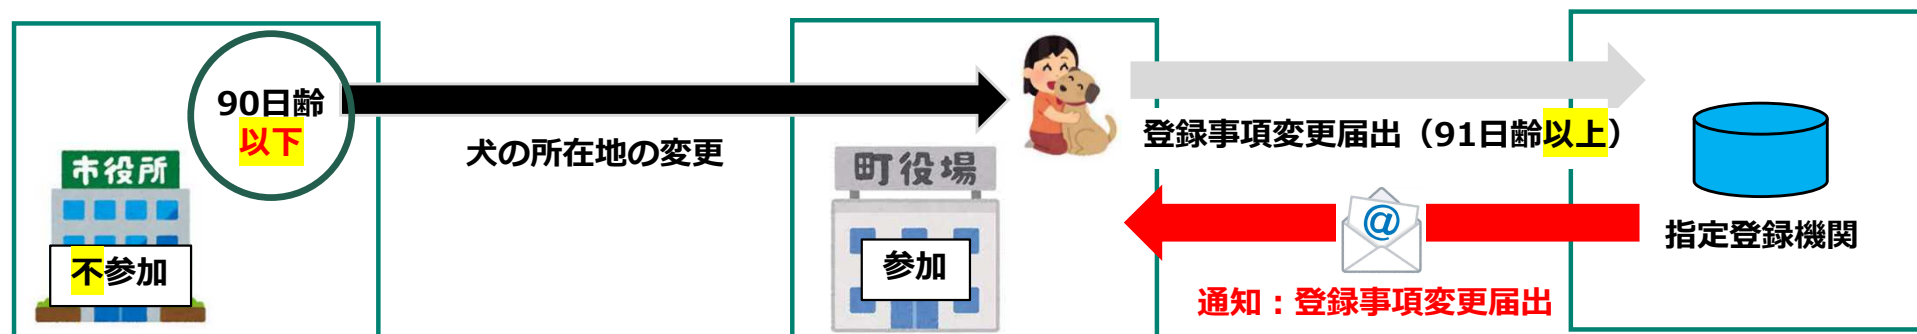 90日齢
以下
市役所
不参加
犬の所在地の変更
町役場
参加
登録事項変更届出（91日齢以上）
@
通知：登録事項変更届出
指定登録機関